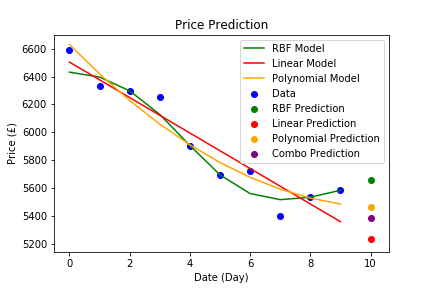 Price Prediction
Price (£)
6600
6400
6200
6000
5800
5600
5400
5200
RBF Model
Linear Model
Polynomial Model
Data
RBF Prediction
Linear Prediction
Polynomial Prediction
Combo Prediction
0
2
4
6
8
10
Date (Day)